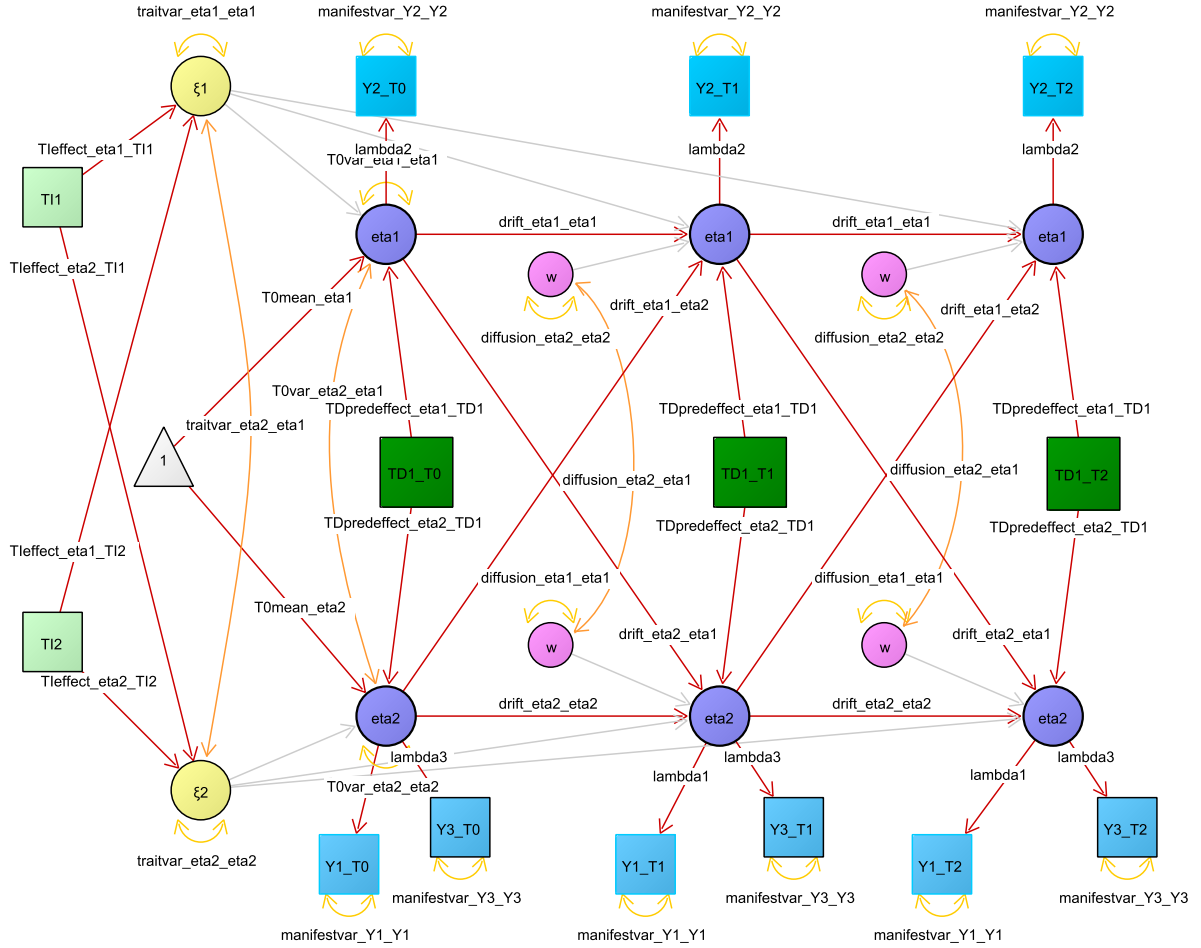 traitvar_eta1_eta1
manifestvar_Y2_Y2
manifestvar_Y2_Y2
manifestvar_Y2_Y2
ξ1
Y2_T0
Y2_T1
Y2_T2
TIeffect_eta1_TI1
lambda2
lambda2
lambda2
T0var_eta1_eta1
TI1
eta1
drift_eta1_eta1
eta1
drift_eta1_eta1
eta1
TIeffect_eta2_TI1
w
w
T0mean_eta1
drift_eta1_eta2
drift_eta1_eta2
diffusion_eta2_eta2
diffusion_eta2_eta2
T0var_eta2_eta1
TDpredeffect_eta1_TD1
TDpredeffect_eta1_TD1
TDpredeffect_eta1_TD1
traitvar_eta2_eta1
1
TD1_T0
TD1_T1
TD1_T2
diffusion_eta2_eta1
diffusion_eta2_eta1
TDpredeffect_eta2_TD1
TDpredeffect_eta2_TD1
TDpredeffect_eta2_TD1
TIeffect_eta1_TI2
diffusion_eta1_eta1
diffusion_eta1_eta1
T0mean_eta2
drift_eta2_eta1
drift_eta2_eta1
TI2
w
w
TIeffect_eta2_TI2
eta2
drift_eta2_eta2
eta2
drift_eta2_eta2
eta2
lambda3
lambda3
lambda3
lambda1
lambda1
T0var_eta2_eta2
ξ2
Y3_T0
Y3_T1
Y3_T2
traitvar_eta2_eta2
Y1_T0
Y1_T1
Y1_T2
manifestvar_Y3_Y3
manifestvar_Y3_Y3
manifestvar_Y3_Y3
manifestvar_Y1_Y1
manifestvar_Y1_Y1
manifestvar_Y1_Y1